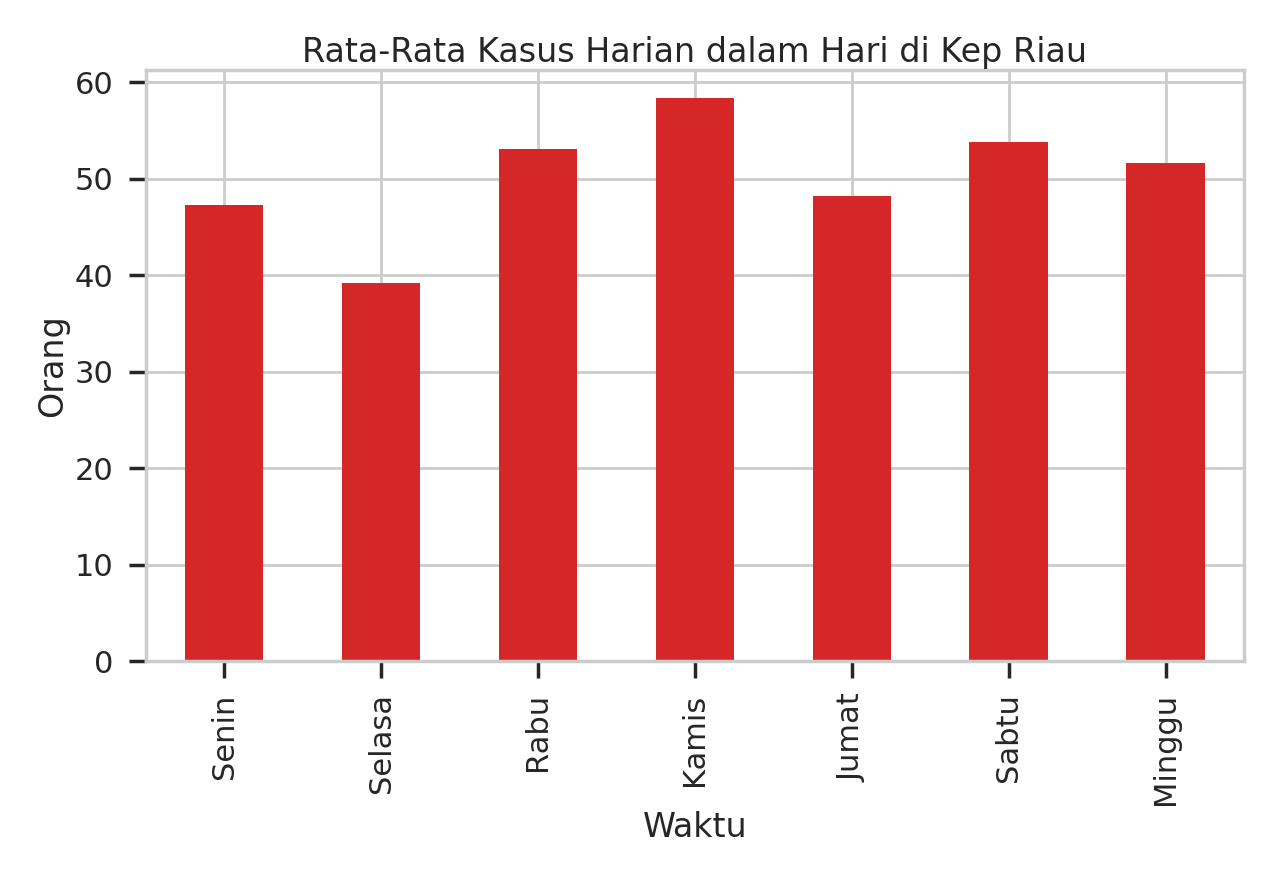 Rata-Rata Kasus Harian dalam Hari di Kep Riau
60
50
40
30
20
10
0
Orang
Senin
Selasa
Rabu
Kamis
Jumat
Sabtu
Minggu
Waktu